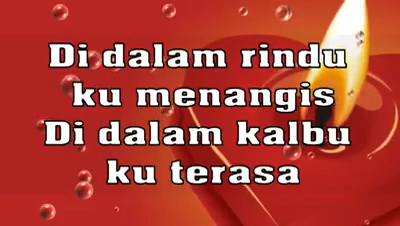 Di dalam rindu
ku menangis
Di dalam kalbu
ku terasa